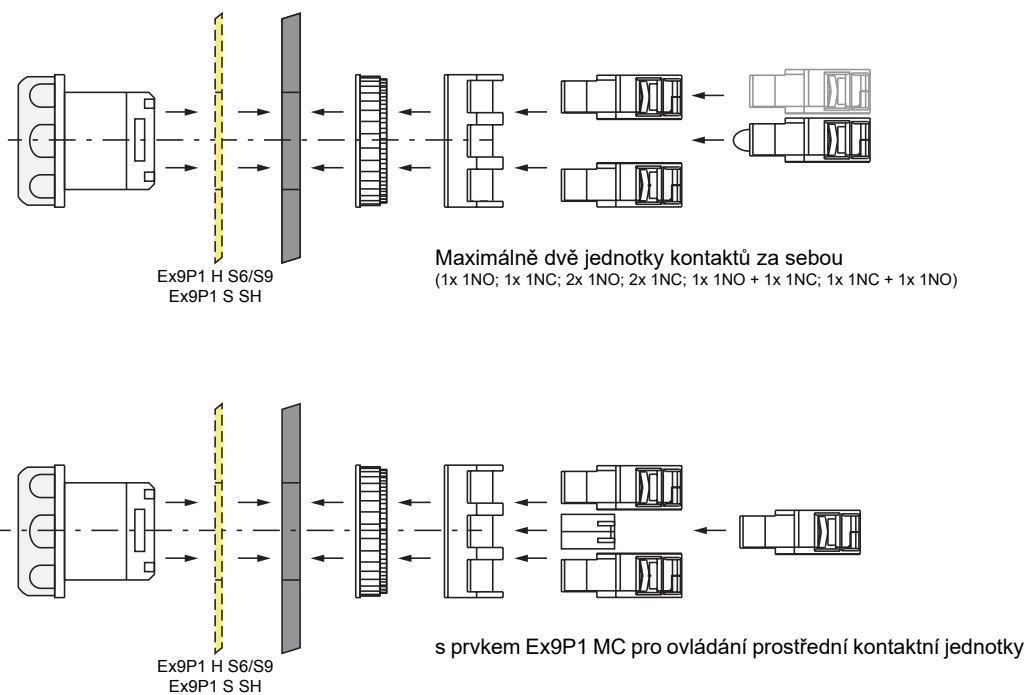 Maximálně dvě jednotky kontaktů za sebou
(1x 1NO; 1x 1NC; 2x 1NO; 2x 1NC; 1x 1NO + 1x 1NC; 1x 1NC + 1x 1NO)
Ex9P1 H S6/S9
Ex9P1 S SH
s prvkem Ex9P1 MC pro ovládání prostřední kontaktní jednotky
Ex9P1 H S6/S9
Ex9P1 S SH